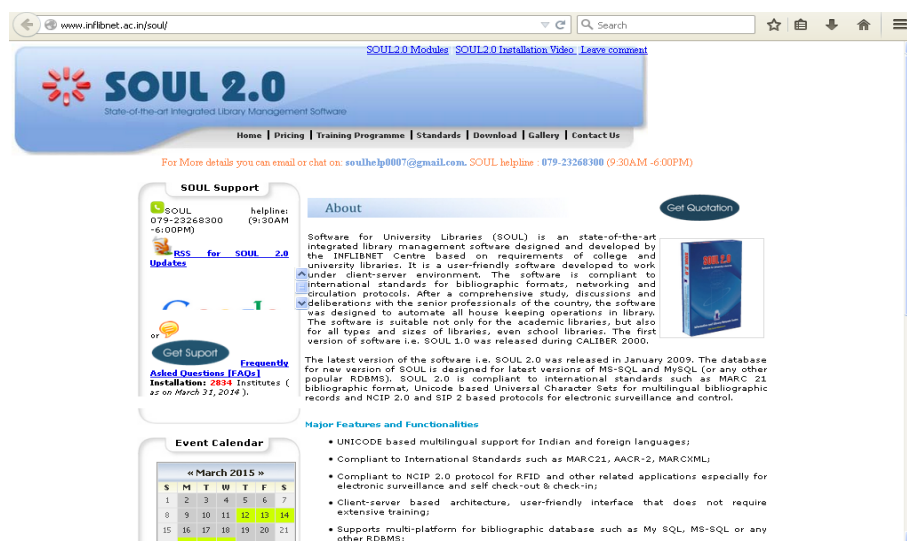 www.inflibnet.ac.in/soul/
Search
SOUL2.0 Modules SOUL2.0 Installation Video Leave comment
SOUL 2.0
State-of-the-art Integrated Library Management Software
Home | Pricing | Training Programme | Standards | Download | Gallery | Contact Us
For More details you can email or chat on: soulhelp0007@gmail.com. SOUL helpline : 079-23268300 (9:30AM -6:00PM)
SOUL Support
SOUL helpline:
079-23268300 (9:30AM
-6:00PM)
RSS for SOUL 2.0
Updates
or
Get Suport
Frequently
Asked Questions [FAQs]
Installation: 2834 Institutes (
as on March 31, 2014 ).
Event Calendar
« March 2015 »
S M T W T F S
1 2 3 4 5 6 7
8 9 10 11 12 13 14
15 16 17 18 19 20 21
About
Get Quotation
Software for University Libraries (SOUL) is an state-of-the-art
integrated library management software designed and developed by
the INFLIBNET Centre based on requirements of college and
university libraries. It is a user-friendly software developed to work
under client-server environment. The software is compliant to
international standards for bibliographic formats, networking and
circulation protocols. After a comprehensive study, discussions and
deliberations with the senior professionals of the country, the software
was designed to automate all house keeping operations in library.
The software is suitable not only for the academic libraries, but also
for all types and sizes of libraries, even school libraries. The first
version of software i.e. SOUL 1.0 was released during CALIBER 2000.
SOUL 2.0
The latest version of the software i.e. SOUL 2.0 was released in January 2009. The database
for new version of SOUL is designed for latest versions of MS-SQL and MySQL (or any other
popular RDBMS). SOUL 2.0 is compliant to international standards such as MARC 21
bibliographic format, Unicode based Universal Character Sets for multilingual bibliographic
records and NCIP 2.0 and SIP 2 based protocols for electronic surveillance and control.
Major Features and Functionalities
• UNICODE based multilingual support for Indian and foreign languages;
• Compliant to International Standards such as MARC21, AACR-2, MARCXML;
• Compliant to NCIP 2.0 protocol for RFID and other related applications especially for
electronic surveillance and self check-out & check-in;
• Client-server based architecture, user-friendly interface that does not require
extensive training;
• Supports multi-platform for bibliographic database such as My SQL, MS-SQL or any
other RDBMS;